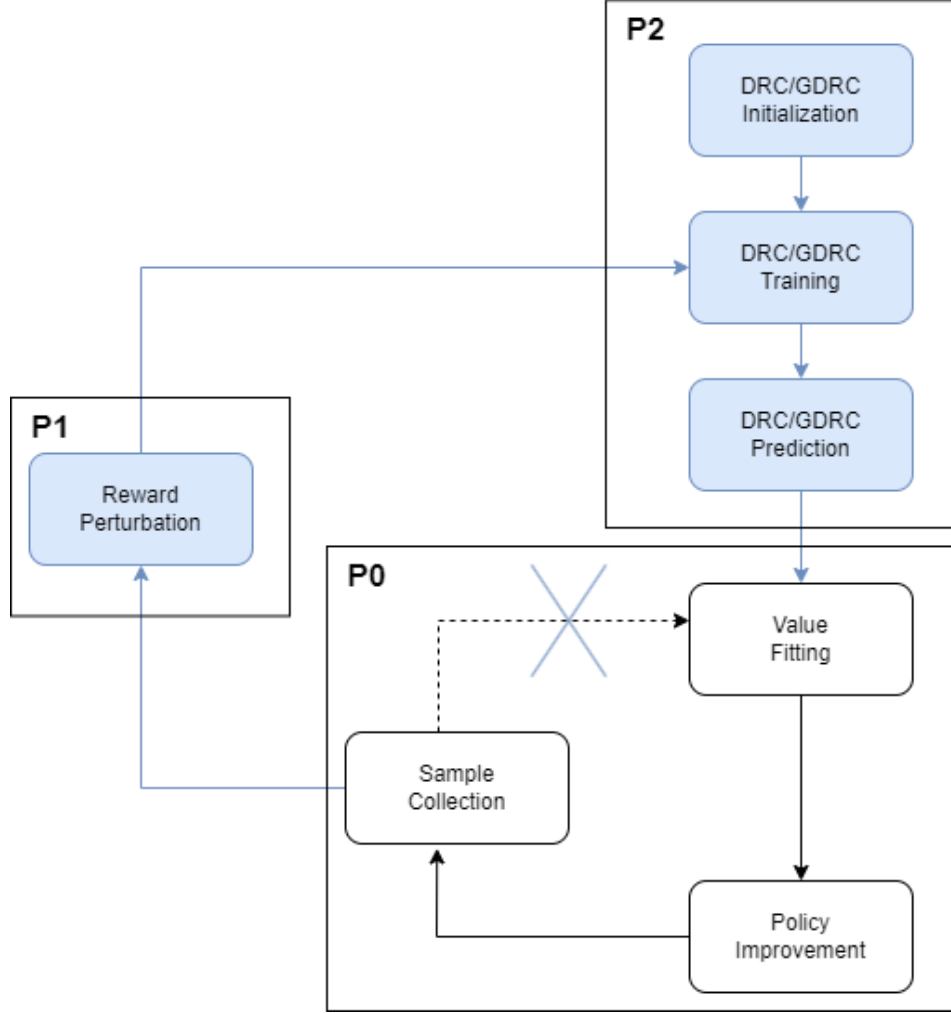 P2
DRC/GDRC
Initialization
DRC/GDRC
Training
DRC/GDRC
Prediction
P1
Reward
Perturbation
P0
Value
Fitting
Sample
Collection
Policy
Improvement